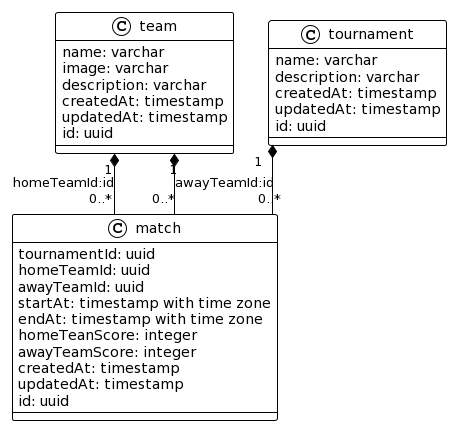 C team
name: varchar
image: varchar
description: varchar
createdAt: timestamp
updatedAt: timestamp
id: uuid
C tournament
name: varchar
description: varchar
createdAt: timestamp
updatedAt: timestamp
id: uuid
1
1
1
homeTeamId:id
awayTeamId:id
0..*
0..*
0..*
C match
tournamentId: uuid
homeTeamId: uuid
awayTeamId: uuid
startAt: timestamp with time zone
endAt: timestamp with time zone
homeTeanScore: integer
awayTeamScore: integer
createdAt: timestamp
updatedAt: timestamp
id: uuid